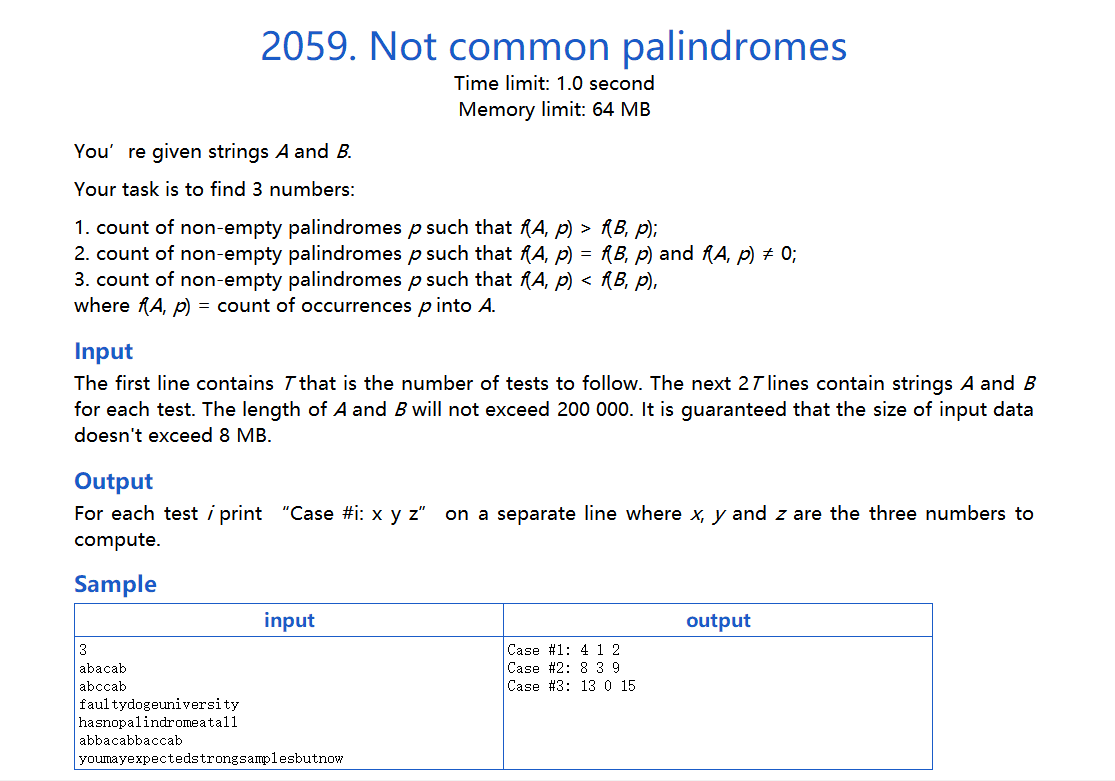 2059. Not common palindromes
Time limit: 1.0 second
Memory limit: 64 MB
You’re given strings A and B.
Your task is to find 3 numbers:
1. count of non-empty palindromes p such that f(A, p) > f(B, p);
2. count of non-empty palindromes p such that f(A, p) = f(B, p) and f(A, p) ≠ 0;
3. count of non-empty palindromes p such that f(A, p) < f(B, p),
where f(A, p) = count of occurrences p into A.
Input
The first line contains T that is the number of tests to follow. The next 2T lines contain strings A and B
for each test. The length of A and B will not exceed 200 000. It is guaranteed that the size of input data
doesn't exceed 8 MB.
Output
For each test i print “Case #i: x y z” on a separate line where x, y and z are the three numbers to
compute.
Sample
input output
3 Case #1: 4 1 2
abacab Case #2: 8 3 9
abccab Case #3: 13 0 15
faultydogeuniversity
hasnopalindromeatall
abbacabbaccab
youmayexpectedstrongsamplesbutnow